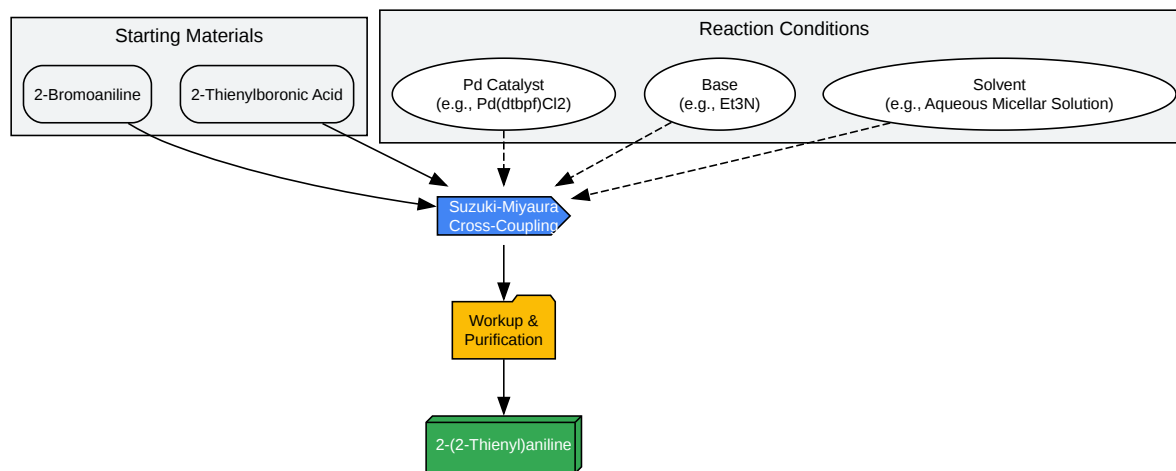 Starting Materials
Reaction Conditions
2-Bromoaniline
2-Thienylboronic Acid
Pd Catalyst
(e.g., Pd(dtbpf)Cl2)
Base
(e.g., Et3N)
Solvent
(e.g., Aqueous Micellar Solution)
Suzuki-Miyaura
Cross-Coupling
Workup &
Purification
2-(2-Thienyl)aniline